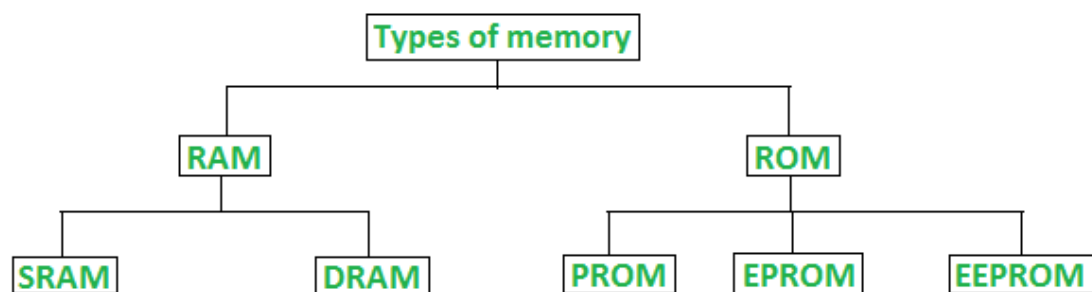 Types of memory
RAM
ROM
SRAM
DRAM
PROM
EPROM
EEPROM